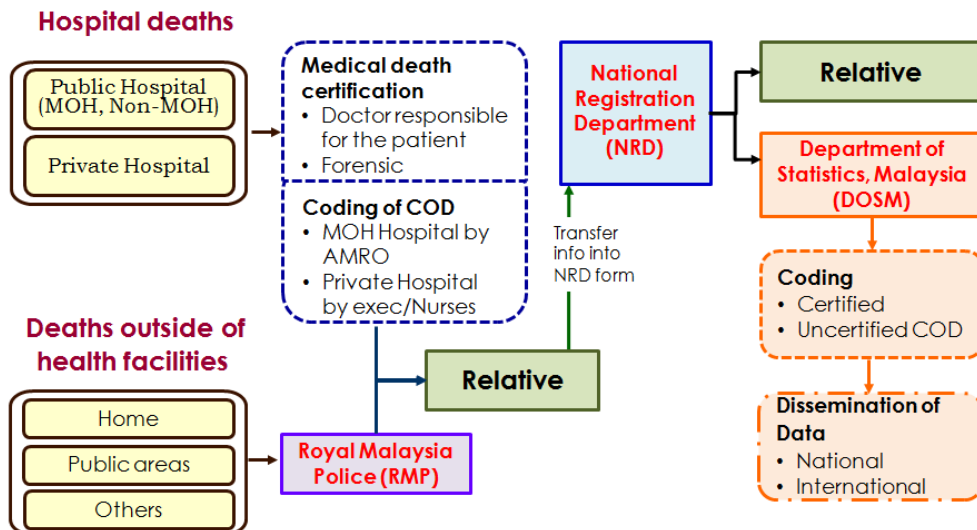 Hospital deaths
Public Hospital
(MOH, Non-MOH)
Private Hospital
Medical death
certification
• Doctor responsible
for the patient
• Forensic
Coding of COD
• MOH Hospital by
AMRO
• Private Hospital
by exec/Nurses
Deaths outside of
health facilities
Home
Public areas
Others
Royal Malaysia
Police (RMP)
Relative
Transfer
info into
NRD form
National
Registration
Department
(NRD)
Relative
Department of
Statistics, Malaysia
(DOSM)
Coding
• Certified
• Uncertified COD
Dissemination of
Data
• National
• International